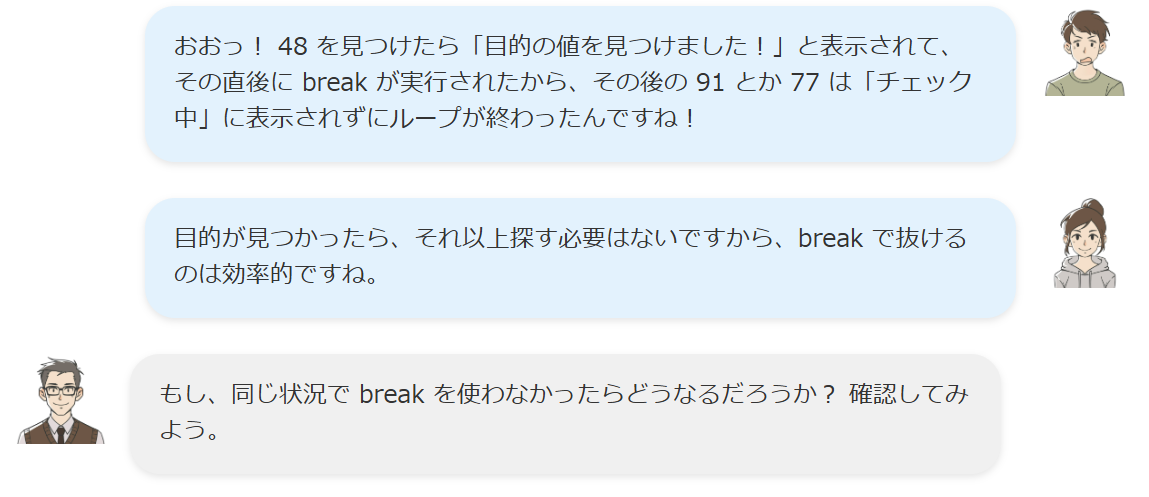 おおっ！ 48 を見つけたら「目的の値を見つけました！」と表示されて、
その直後に break が実行されたから、その後の 91 とか 77 は「チェック
中」に表示されずにループが終わったんですね！
目的が見つかったら、それ以上探す必要はないですから、break で抜ける
のは効率的ですね。
もし、同じ状況で break を使わなかったらどうなるだろうか？ 確認してみ
よう。